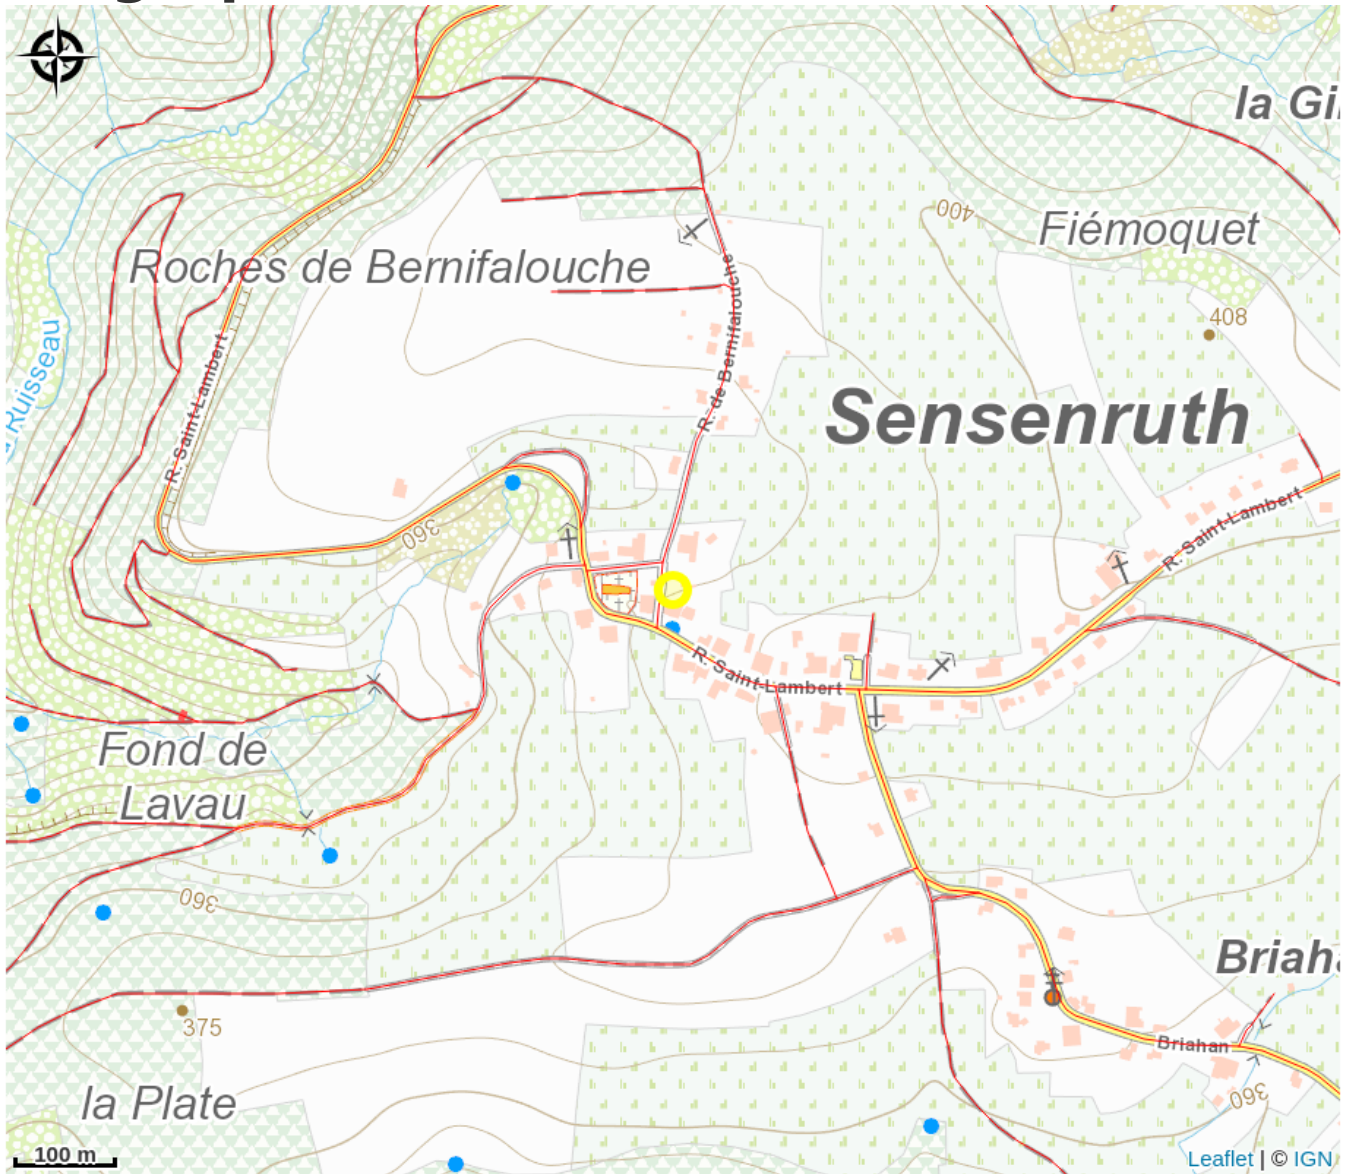 la Gi
400
Fiémoquet
Roches de Bernifalouche
R. de Bernifalouche
408
Ruisseau
R. Saint-Lambert
Sensenruth
R. Saint-Lambert
360
R. Saint-Lambert
Fond de
Lavau
360
Briaha
375
Briahan
la Plate
360
100 m
Leaflet | © IGN